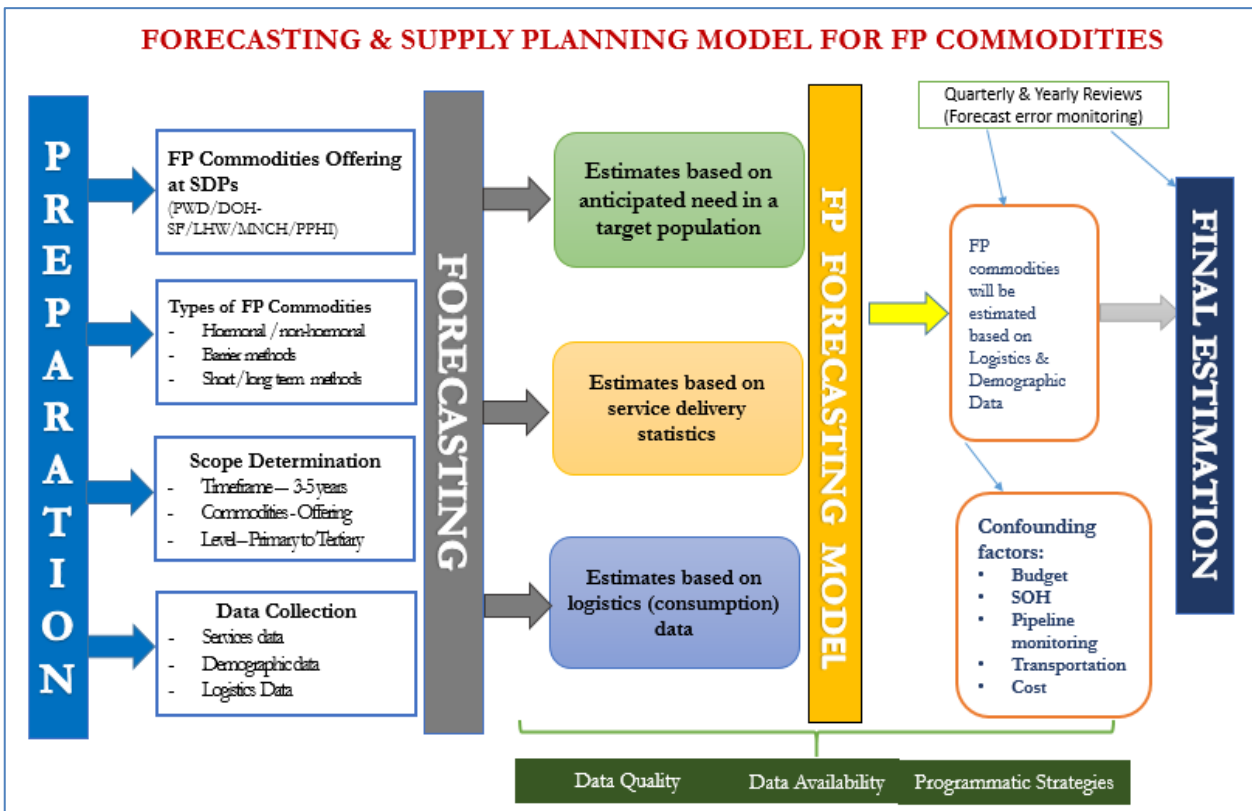 FORECASTING & SUPPLY PLANNING MODEL FOR FP COMMODITIES
PREPARATION
FP Commodities Offering
at SDPs
(PWD/DOH-
SF/LHW/MNCH/PPHI)
Types of FP Commodities
- Hormonal / non-hormonal
- Barrier methods
- Short / long term methods
Scope Determination
- Timeframe – 3-5 years
- Commodities - Offering
- Level – Primary to Tertiary
Data Collection
- Services data
- Demographic data
- Logistics Data
FORECASTING
Estimates based on
anticipated need in a
target population
Estimates based on
service delivery
statistics
Estimates based on
logistics (consumption)
data
FP FORECASTING MODEL
Quarterly & Yearly Reviews
(Forecast error monitoring)
FP
commodities
will be
estimated
based on
Logistics &
Demographic
Data
Confounding
factors:
• Budget
• SOH
• Pipeline
monitoring
• Transportation
• Cost
FINAL ESTIMATION
Data Quality
Data Availability
Programmatic Strategies